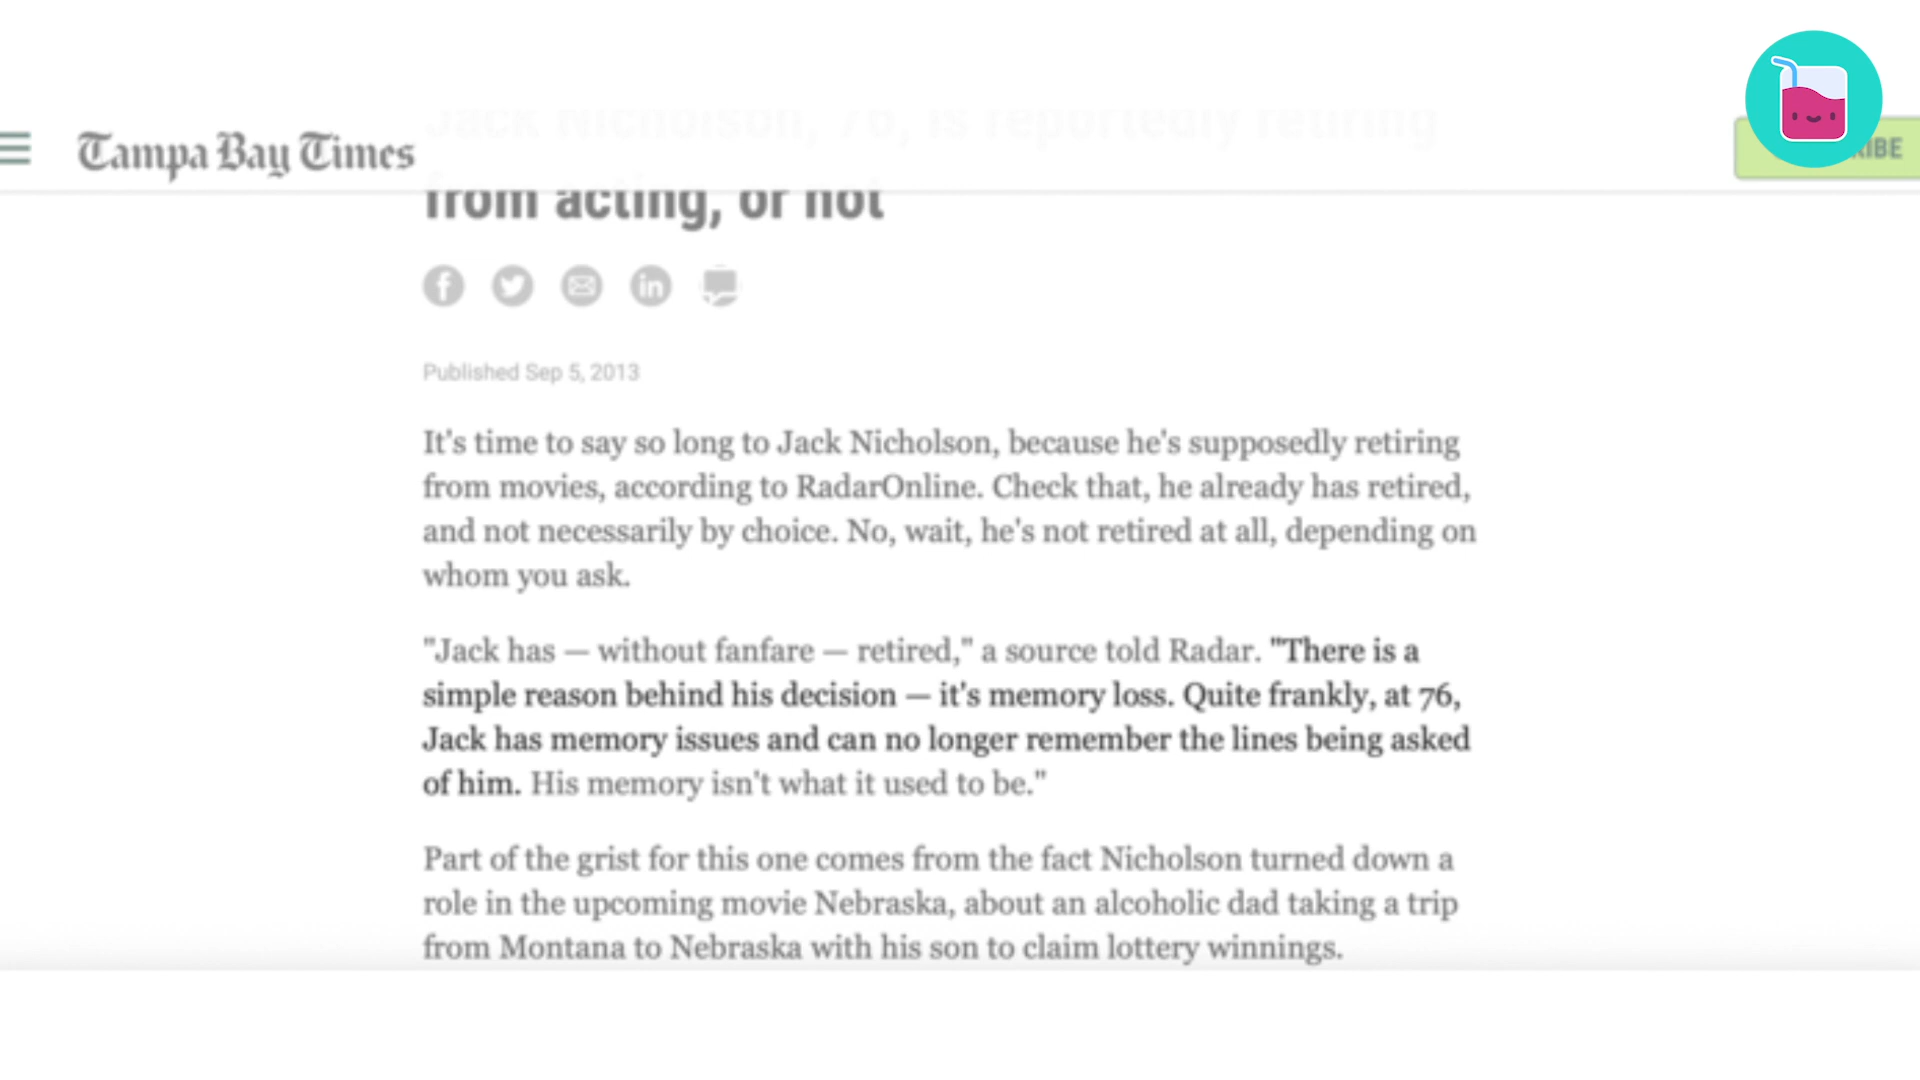 Jack Nicholson, 76, is reportedly retiring
Tampa Bay Times
RIBE
from acting, or not
Published Sep 5, 2013
It's time to say so long to Jack Nicholson, because he's supposedly retiring
from movies, according to RadarOnline. Check that, he already has retired,
and not necessarily by choice. No, wait, he's not retired at all, depending on
whom you ask.
"Jack has — without fanfare — retired," a source told Radar. "There is a
simple reason behind his decision — it's memory loss. Quite frankly, at 76,
Jack has memory issues and can no longer remember the lines being asked
of him. His memory isn't what it used to be."
Part of the grist for this one comes from the fact Nicholson turned down a
role in the upcoming movie Nebraska, about an alcoholic dad taking a trip
from Montana to Nebraska with his son to claim lottery winnings.